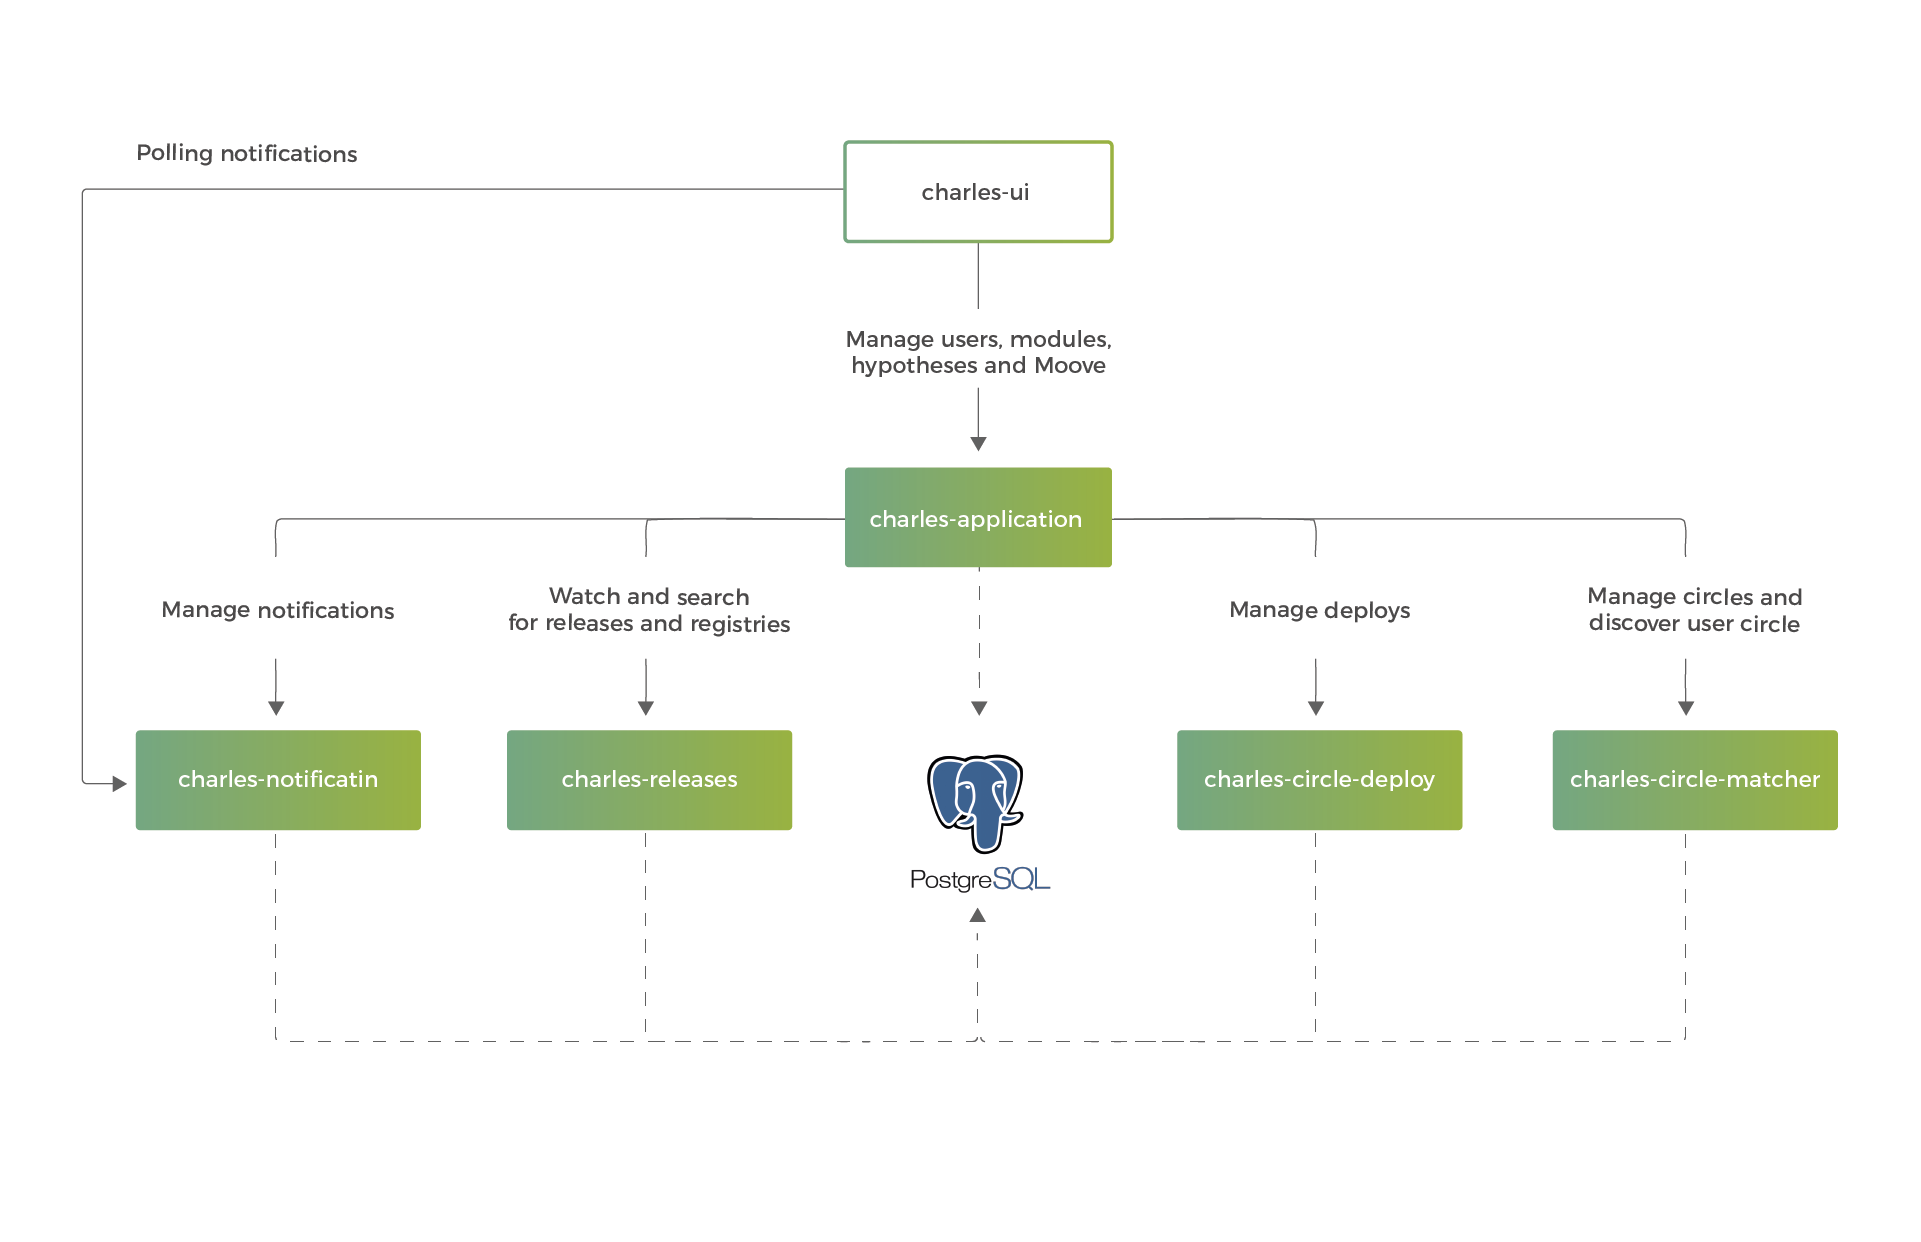 Polling notifications
charles-ui
Manage users, modules,
hypotheses and Moove
charles-application
Manage notifications
Watch and search
for releases and registries
Manage deploys
Manage circles and
discover user circle
charles-notificatin
charles-releases
PostgreSQL
charles-circle-deploy
charles-circle-matcher